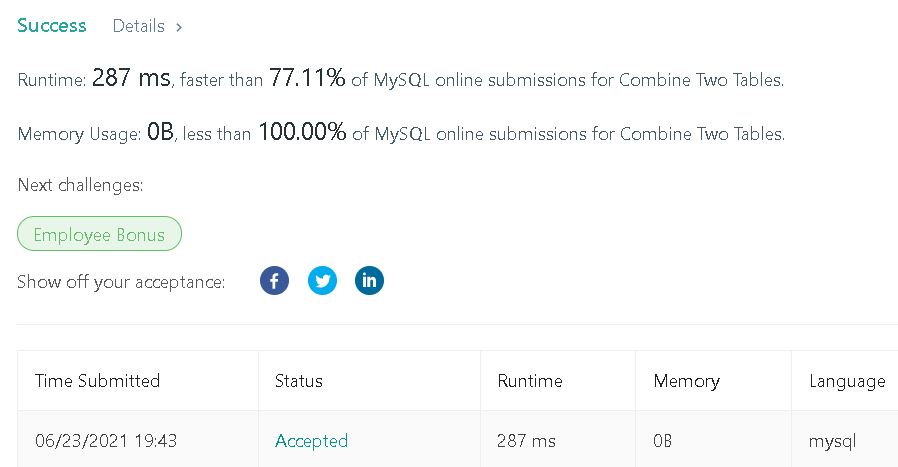 Success Details >
Runtime: 287 ms, faster than 77.11% of MySQL online submissions for Combine Two Tables.
Memory Usage: 0B, less than 100.00% of MySQL online submissions for Combine Two Tables.
Next challenges:
Employee Bonus
Show off your acceptance: f in
Time Submitted Status Runtime Memory Language
06/23/2021 19:43 Accepted 287 ms 0B mysql